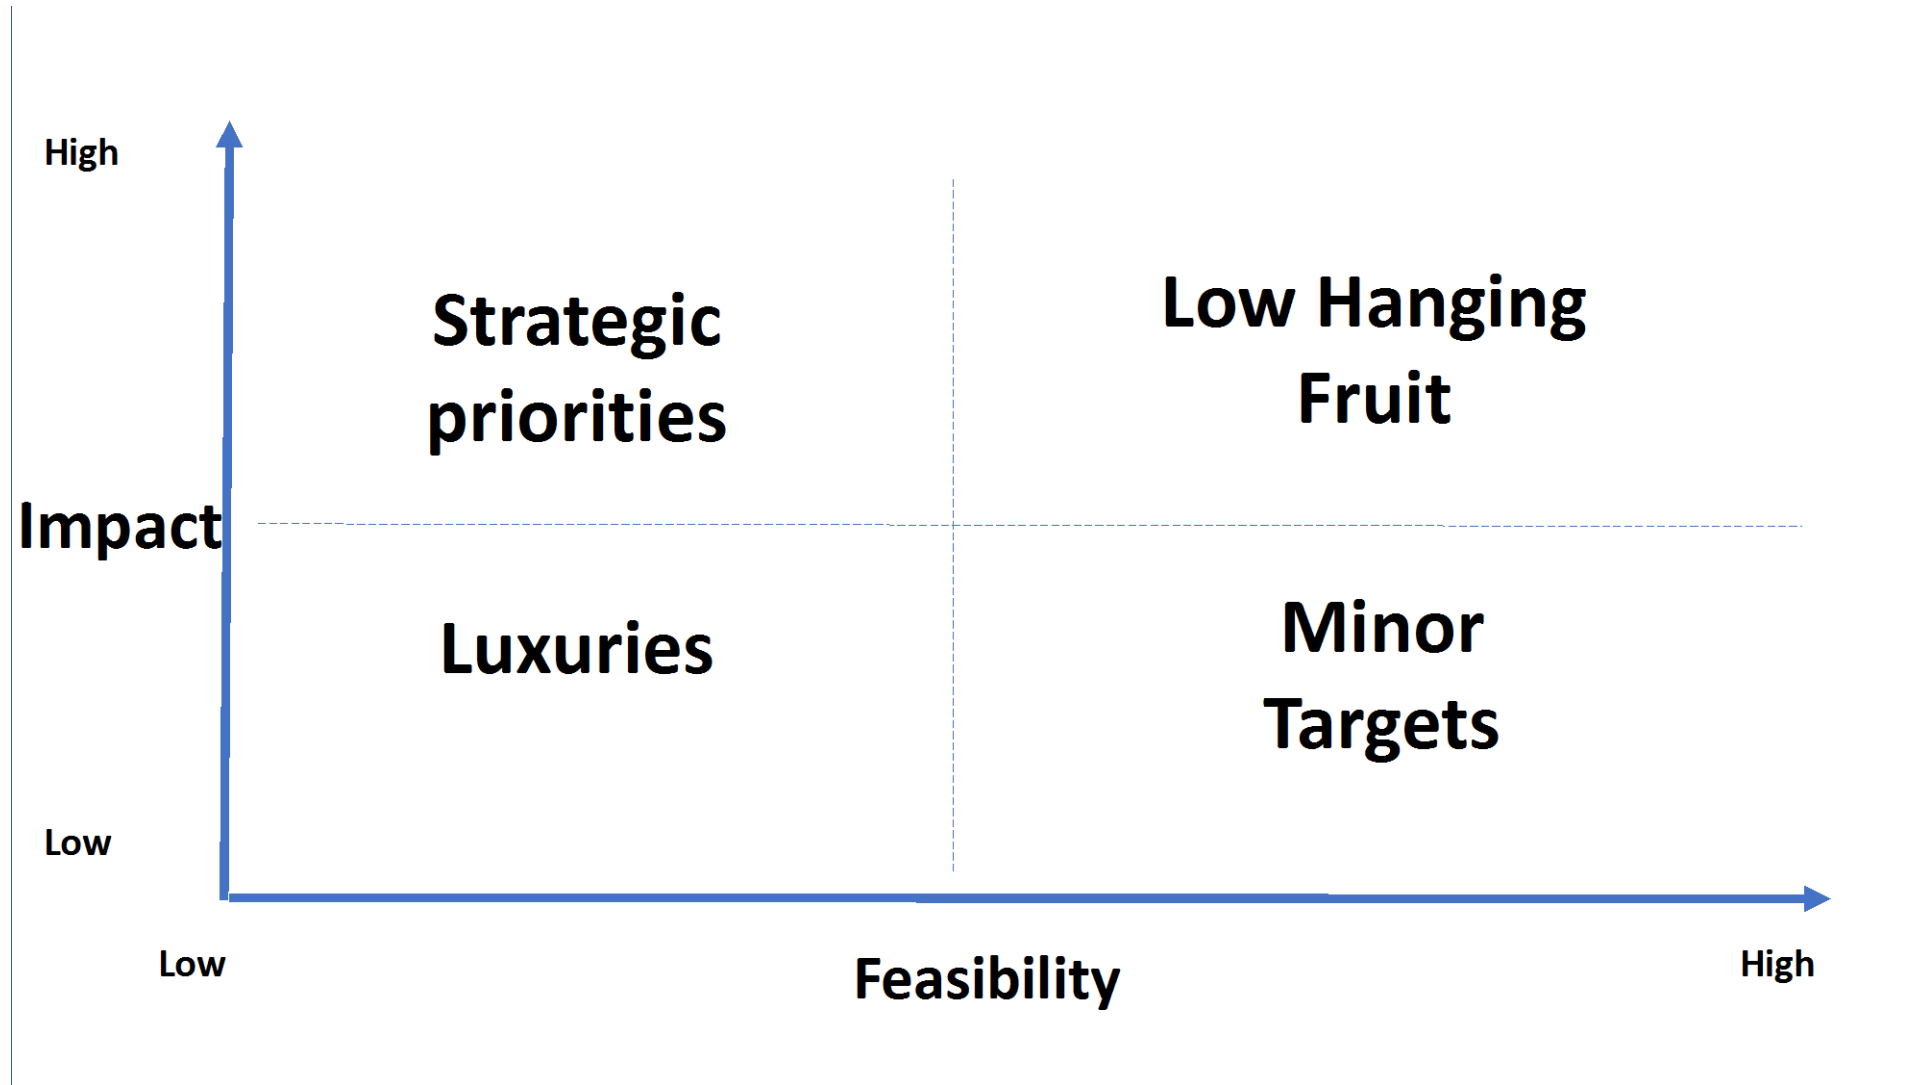 High
Strategic
priorities
Low Hanging
Fruit
Impact
Luxuries
Minor
Targets
Low
Low
Feasibility
High